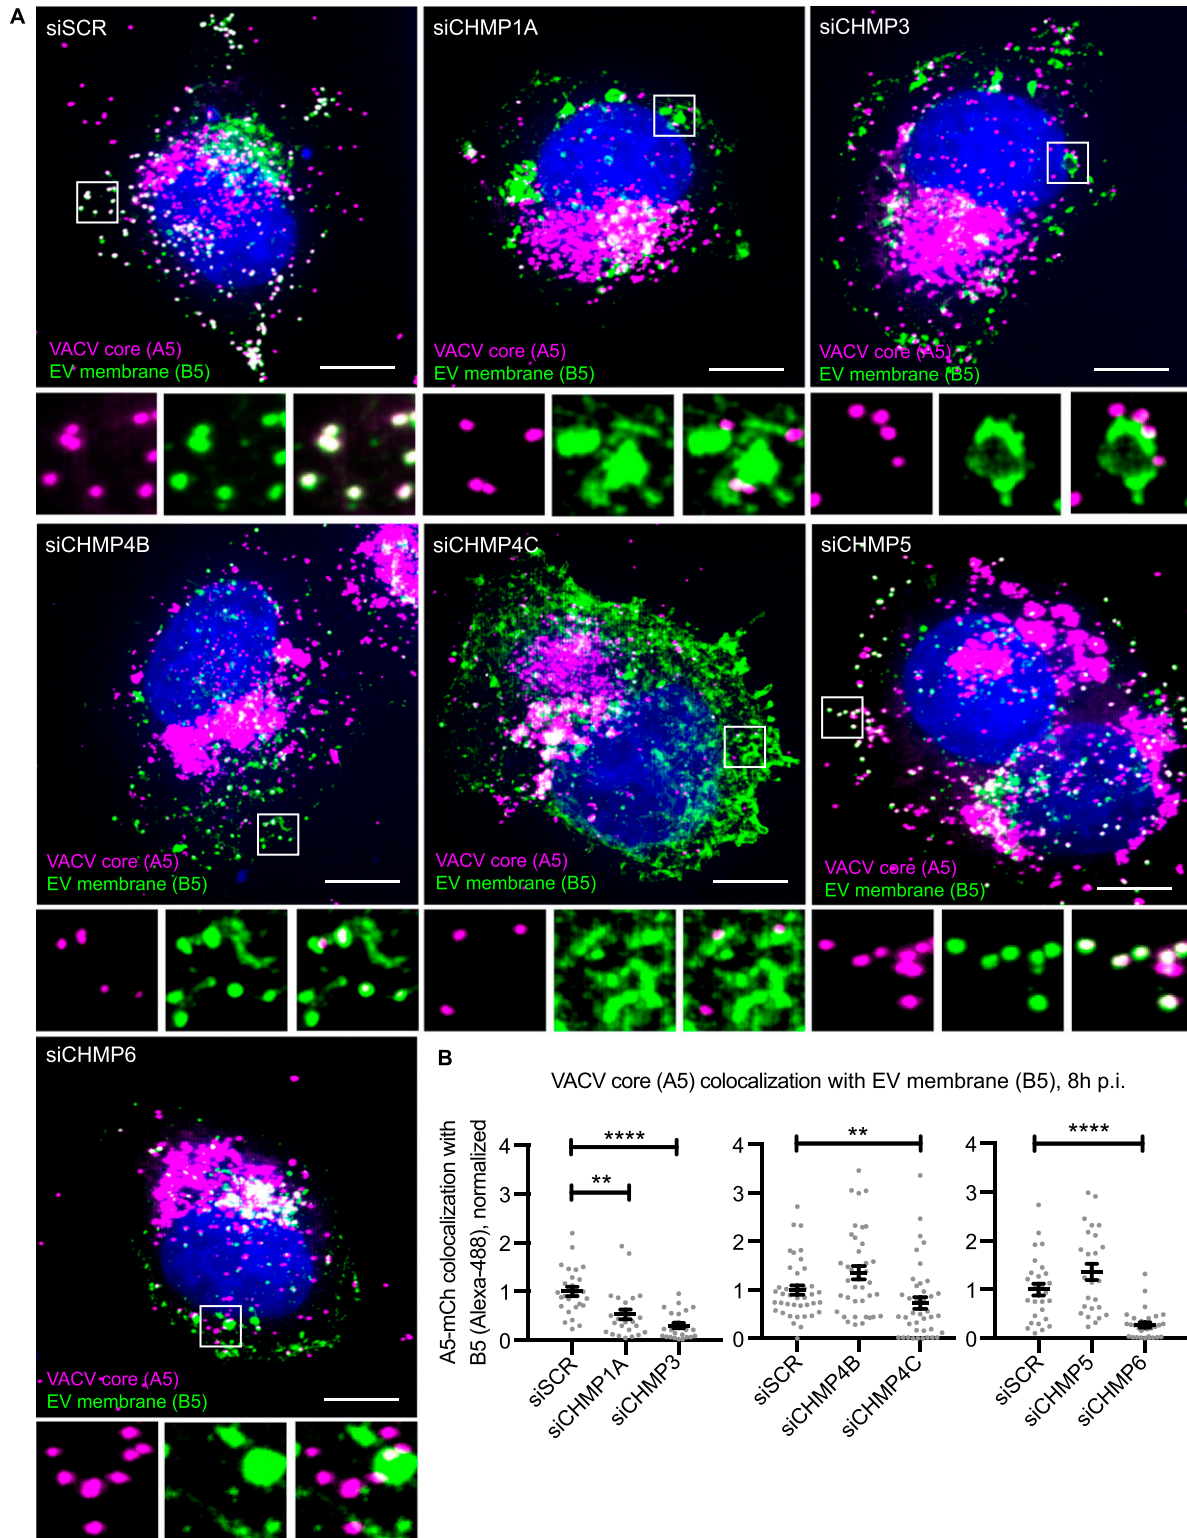 A
siSCR
siCHMP1A
siCHMP3
VACV core (A5)
EV membrane (B5)
VACV core (A5)
EV membrane (B5)
VACV core (A5)
EV membrane (B5)
siCHMP4B
siCHMP4C
siCHMP5
VACV core (A5)
EV membrane (B5)
VACV core (A5)
EV membrane (B5)
VACV core (A5)
EV membrane (B5)
siCHMP6
VACV core (A5)
EV membrane (B5)
B
VACV core (A5) colocalization with EV membrane (B5), 8h p.i.
A5-mCh colocalization with
B5 (Alexa-488), normalized
4
3
2
1
0
****
**
siSCR
siCHMP1A
siCHMP3
4
3
2
1
0
**
siSCR
siCHMP4B
siCHMP4C
4
3
2
1
0
****
siSCR
siCHMP5
siCHMP6